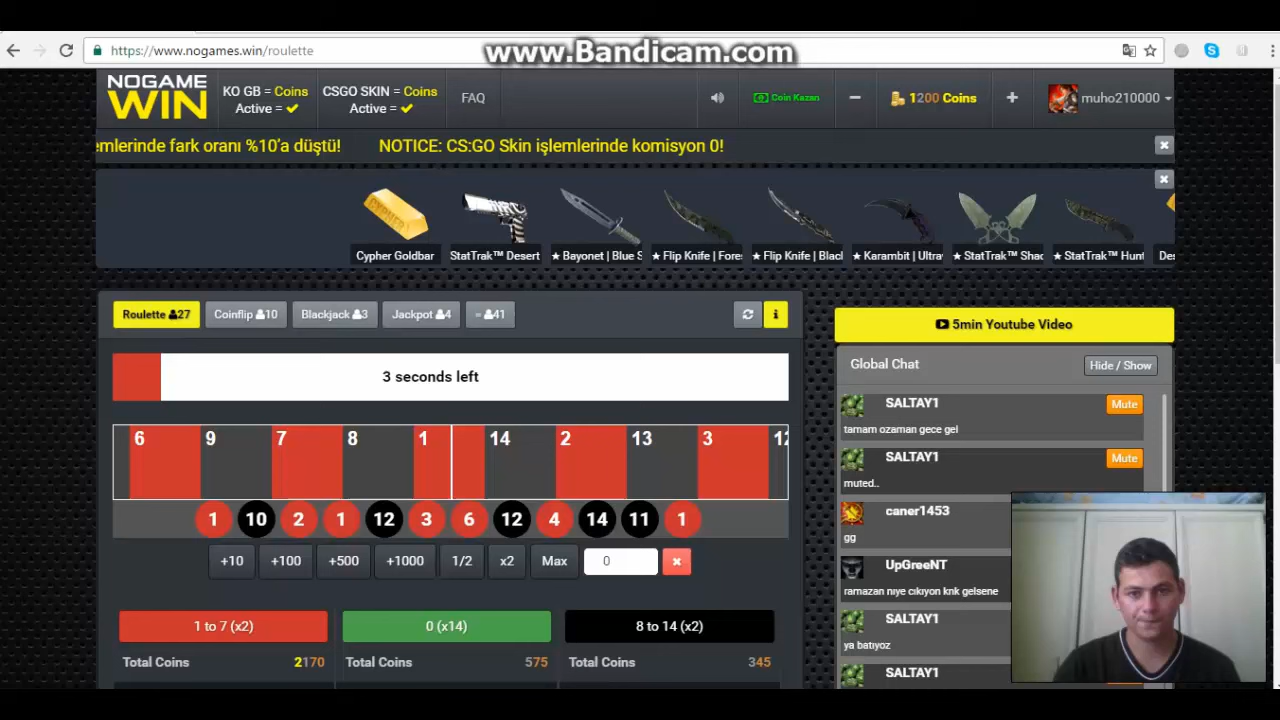 www.Bandicam.com
https://www.nogames.win/roulette
NOGAME WIN
KO GB = Coins
Active = ✔
CSGO SKIN = Coins
Active = ✔
FAQ
Coin Kazan
1200 Coins
muho210000
emlerinde fark oranı %10'a düştü! NOTICE: CS:GO Skin işlemlerinde komisyon 0!
CYPHER
Cypher Goldbar
StatTrak™ Desert
★ Bayonet | Blue S
★ Flip Knife | Fores
★ Flip Knife | Blacl
★ Karambit | Ultra
★ StatTrak™ Shac
★ StatTrak™ Hunt
Des
Roulette 27
Coinflip 10
Blackjack 3
Jackpot 4
= 41
i
5min Youtube Video
3 seconds left
Global Chat
Hide / Show
6 9 7 8 1 14 2 13 3 12
1 10 2 1 12 3 6 12 4 14 11 1
+10 +100 +500 +1000 1/2 x2 Max 0
1 to 7 (x2)
0 (x14)
8 to 14 (x2)
Total Coins 2170
Total Coins 575
Total Coins 345
SALTAY1
Mute
tamam ozaman gece gel
SALTAY1
Mute
muted..
caner1453
gg
UpGreeNT
ramazan nıye cıkıyon knk gelsene
SALTAY1
ya batıyoz
SALTAY1